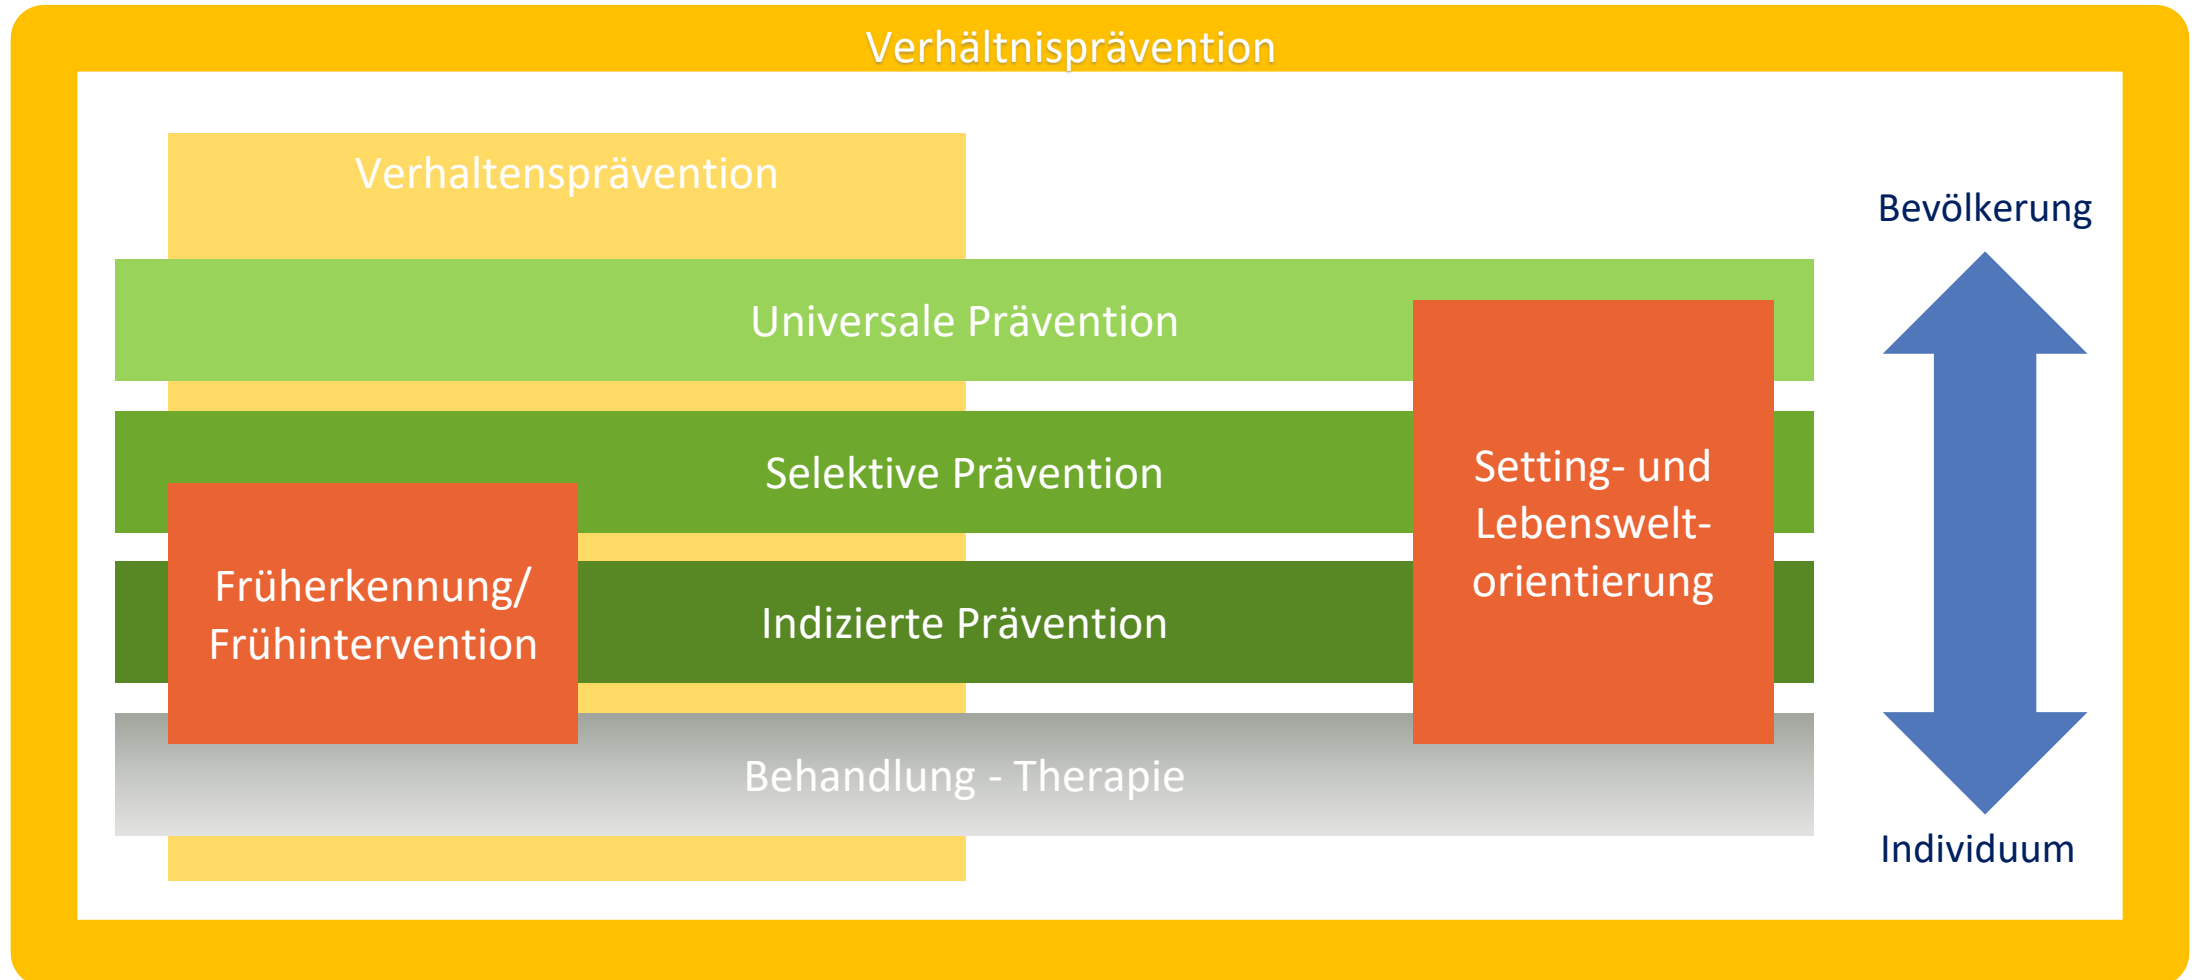 Verhältnisprävention
Verhaltensprävention
Bevölkerung
Universale Prävention
Selektive Prävention
Setting- und
Lebenswelt-
orientierung
Früherkennung/
Frühintervention
Indizierte Prävention
Behandlung - Therapie
Individuum